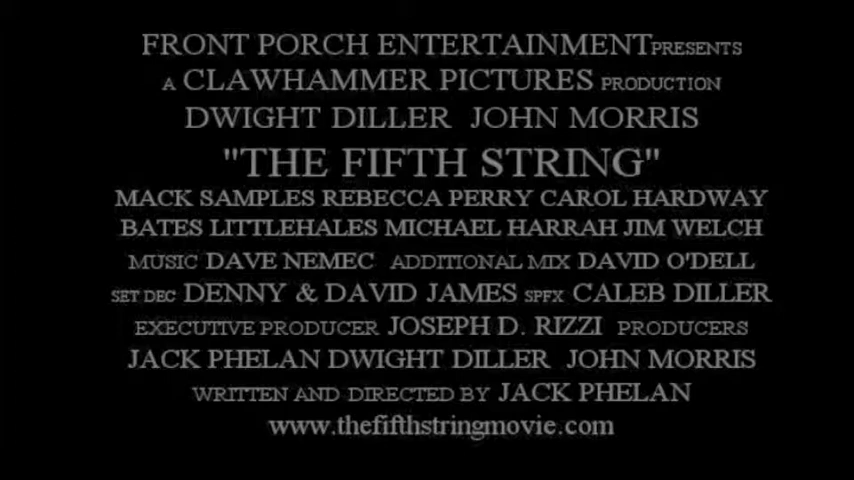 FRONT PORCH ENTERTAINMENT PRESENTS
A CLAWHAMMER PICTURES PRODUCTION
DWIGHT DILLER JOHN MORRIS
"THE FIFTH STRING"
MACK SAMPLES REBECCA PERRY CAROL HARDWAY
BATES LITTLEHALES MICHAEL HARRAH JIM WELCH
MUSIC DAVE NEMEC ADDITIONAL MIX DAVID O'DELL
SET DEC DENNY & DAVID JAMES SPFX CALEB DILLER
EXECUTIVE PRODUCER JOSEPH D. RIZZI PRODUCERS
JACK PHELAN DWIGHT DILLER JOHN MORRIS
WRITTEN AND DIRECTED BY JACK PHELAN
www.thefifthstringmovie.com